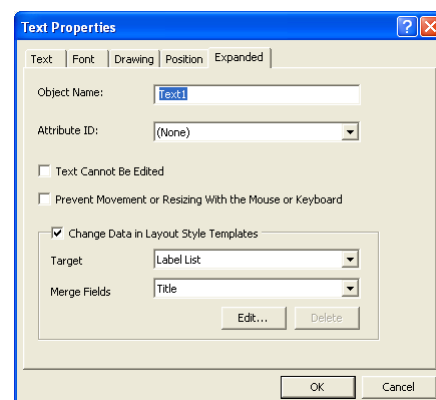 Text Properties
Text Font Drawing Position Expanded
Object Name: Text1
Attribute ID: (None)
Text Cannot Be Edited
Prevent Movement or Resizing With the Mouse or Keyboard
Change Data in Layout Style Templates
Target Label List
Merge Fields Title
Edit... Delete
OK Cancel